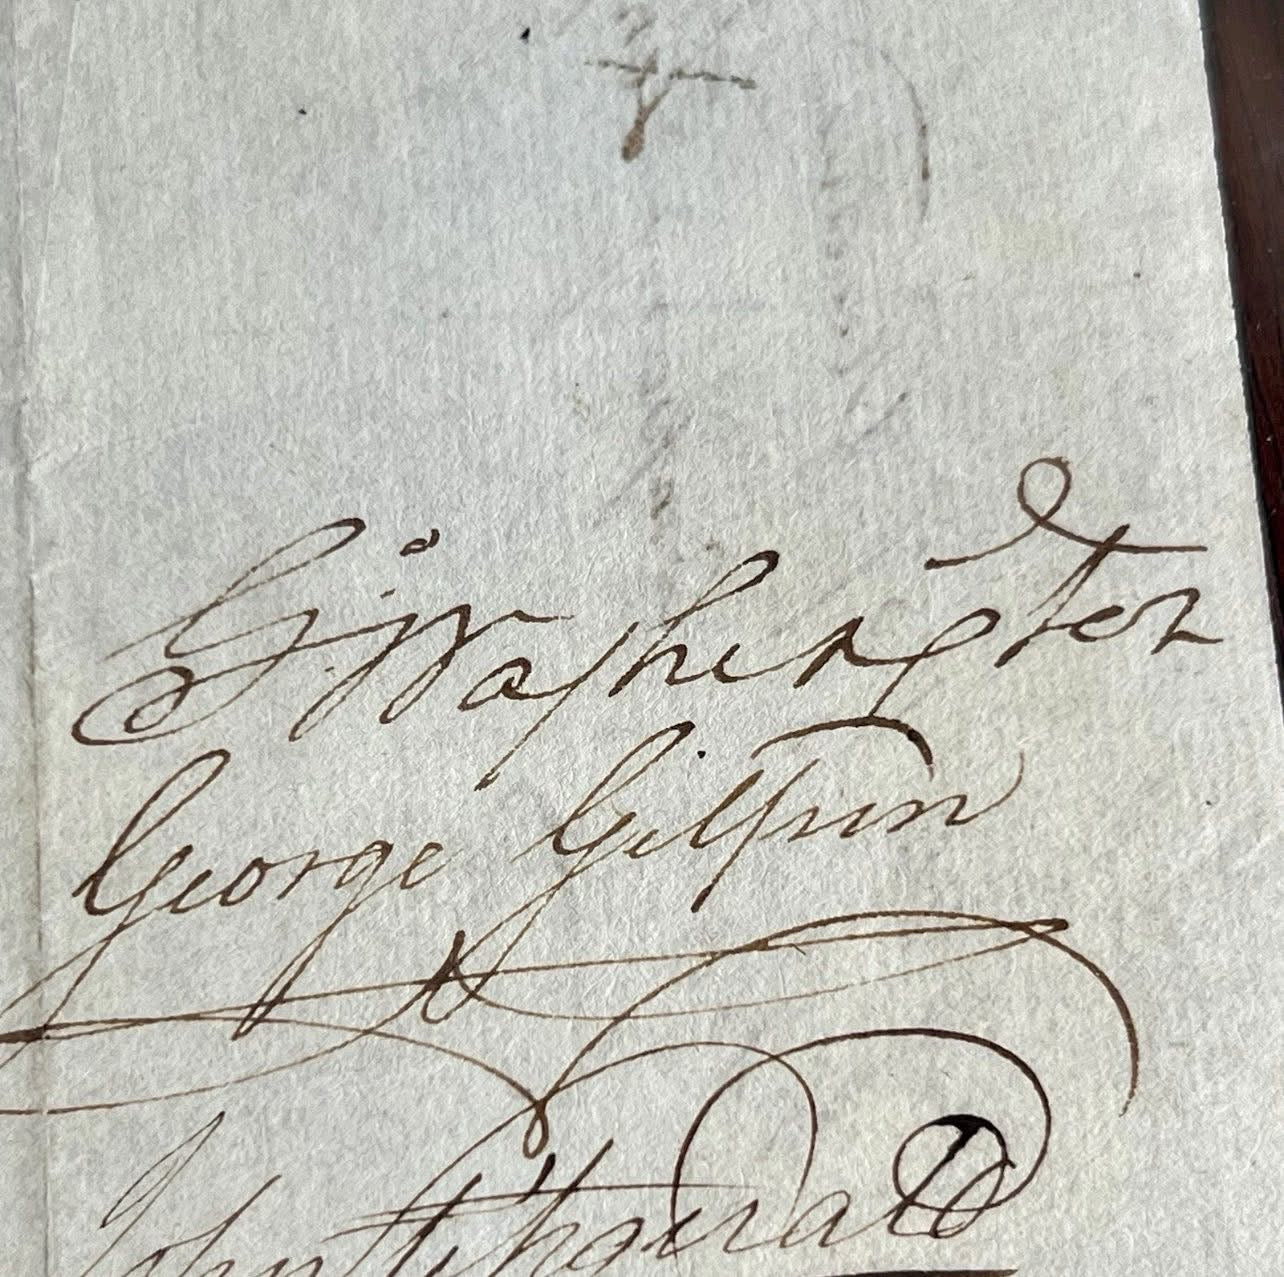 G:Washington
George Gilpin
John Fitzgerald